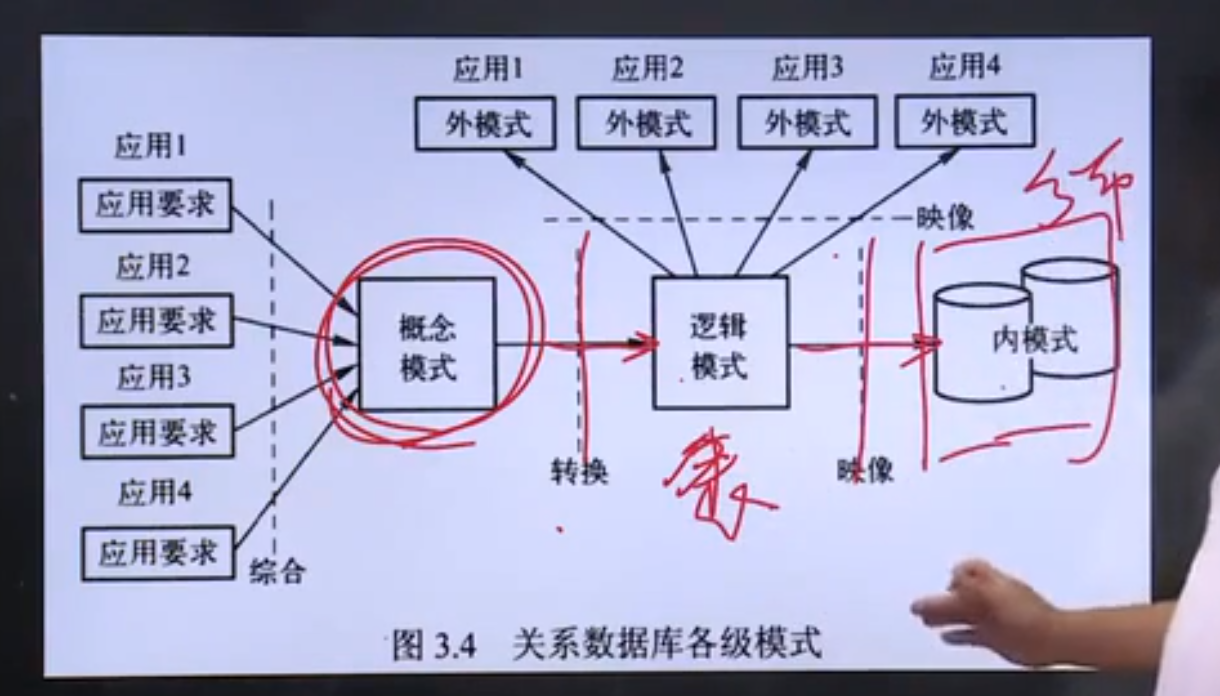 应用1 应用2 应用3 应用4
外模式 外模式 外模式 外模式
应用1
应用要求
应用2
应用要求
应用3
应用要求
应用4
应用要求
综合
概念
模式
转换
逻辑
模式
映像
映像
内模式
表
图 3.4 关系数据库各级模式